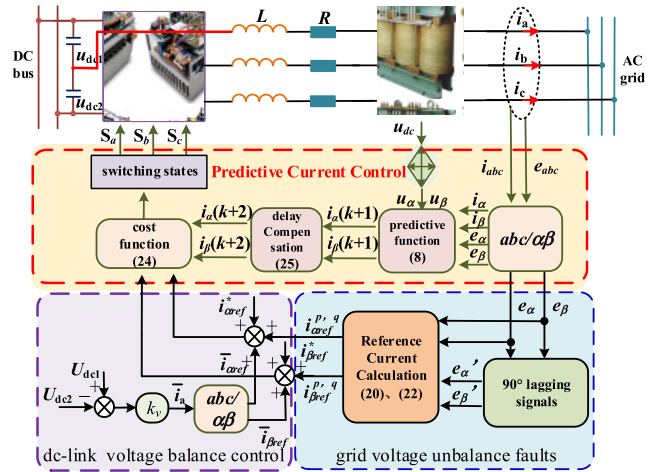 DC
bus
u_dc1
u_dc2
L
R
i_a
i_b
i_c
AC
grid
S_a
S_b
S_c
u_dc
i_abc
e_abc
switching states
Predictive Current Control
u_α
u_β
cost
function
(24)
i_α(k+2)
i_β(k+2)
delay
Compen
sation
(25)
i_α(k+1)
i_β(k+1)
predictive
function
(8)
i_α
i_β
e_α
e_β
abc/αβ
e_α
e_β
i*_αref
+
+
+
i^{p, q}_αref
i*_βref
i̅_αref
+
+
+
i^{p, q}_βref
Reference
Current
Calculation
(20)、(22)
e_α'
e_β'
90° lagging
signals
U_dc1
+
U_dc2
−
k_v
i̅_a
abc/
αβ
i̅_βref
dc-link voltage balance control
grid voltage unbalance faults